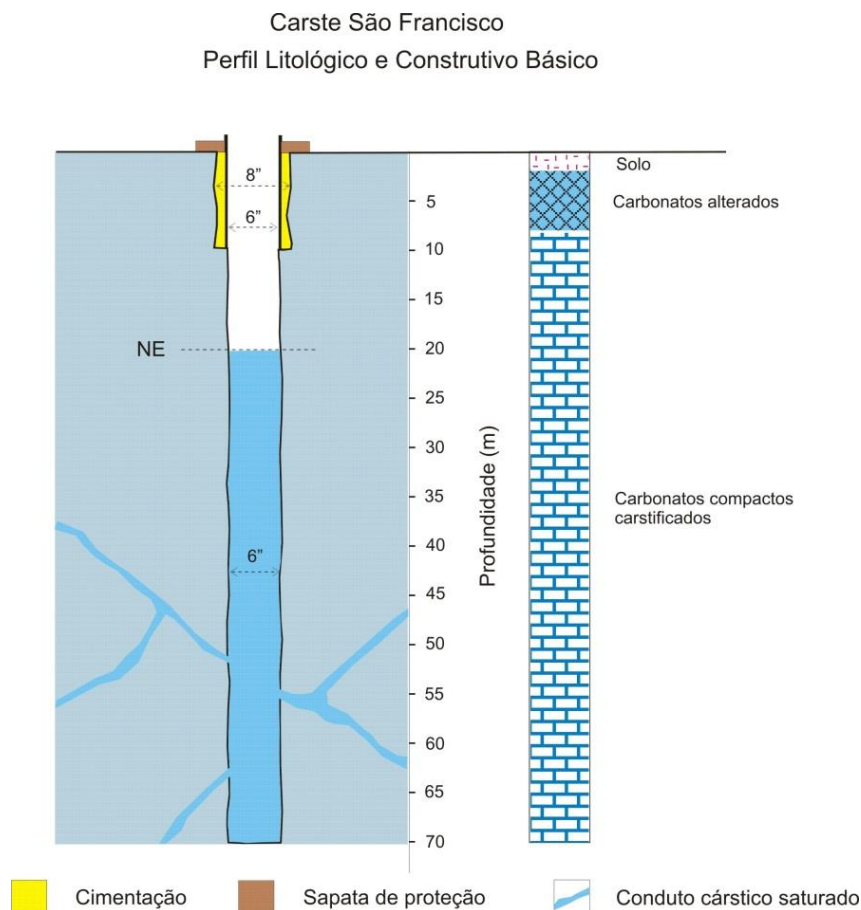 Carste São Francisco
Perfil Litológico e Construtivo Básico
8"
6"
NE
6"
5
10
15
20
25
30
35
40
45
50
55
60
65
70
Profundidade (m)
Solo
Carbonatos alterados
Carbonatos compactos
carstificados
Cimentação
Sapata de proteção
Conduto cárstico saturado